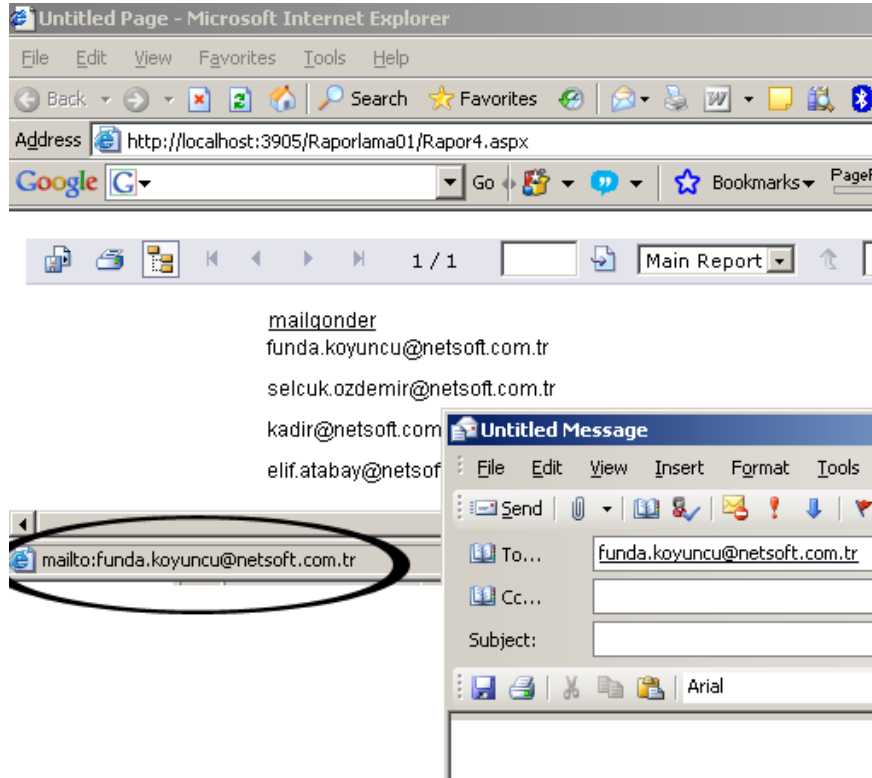 Untitled Page - Microsoft Internet Explorer
File Edit View Favorites Tools Help
Back Search Favorites
Address http://localhost:3905/Raporlama01/Rapor4.aspx
Google G Go Bookmarks
1 / 1 Main Report
mailgonder
funda.koyuncu@netsoft.com.tr
selcuk.ozdemir@netsoft.com.tr
kadir@netsoft.com
elif.atabay@netsof
mailto:funda.koyuncu@netsoft.com.tr
Untitled Message
File Edit View Insert Format Tools
Send
To... funda.koyuncu@netsoft.com.tr
Cc...
Subject:
Arial